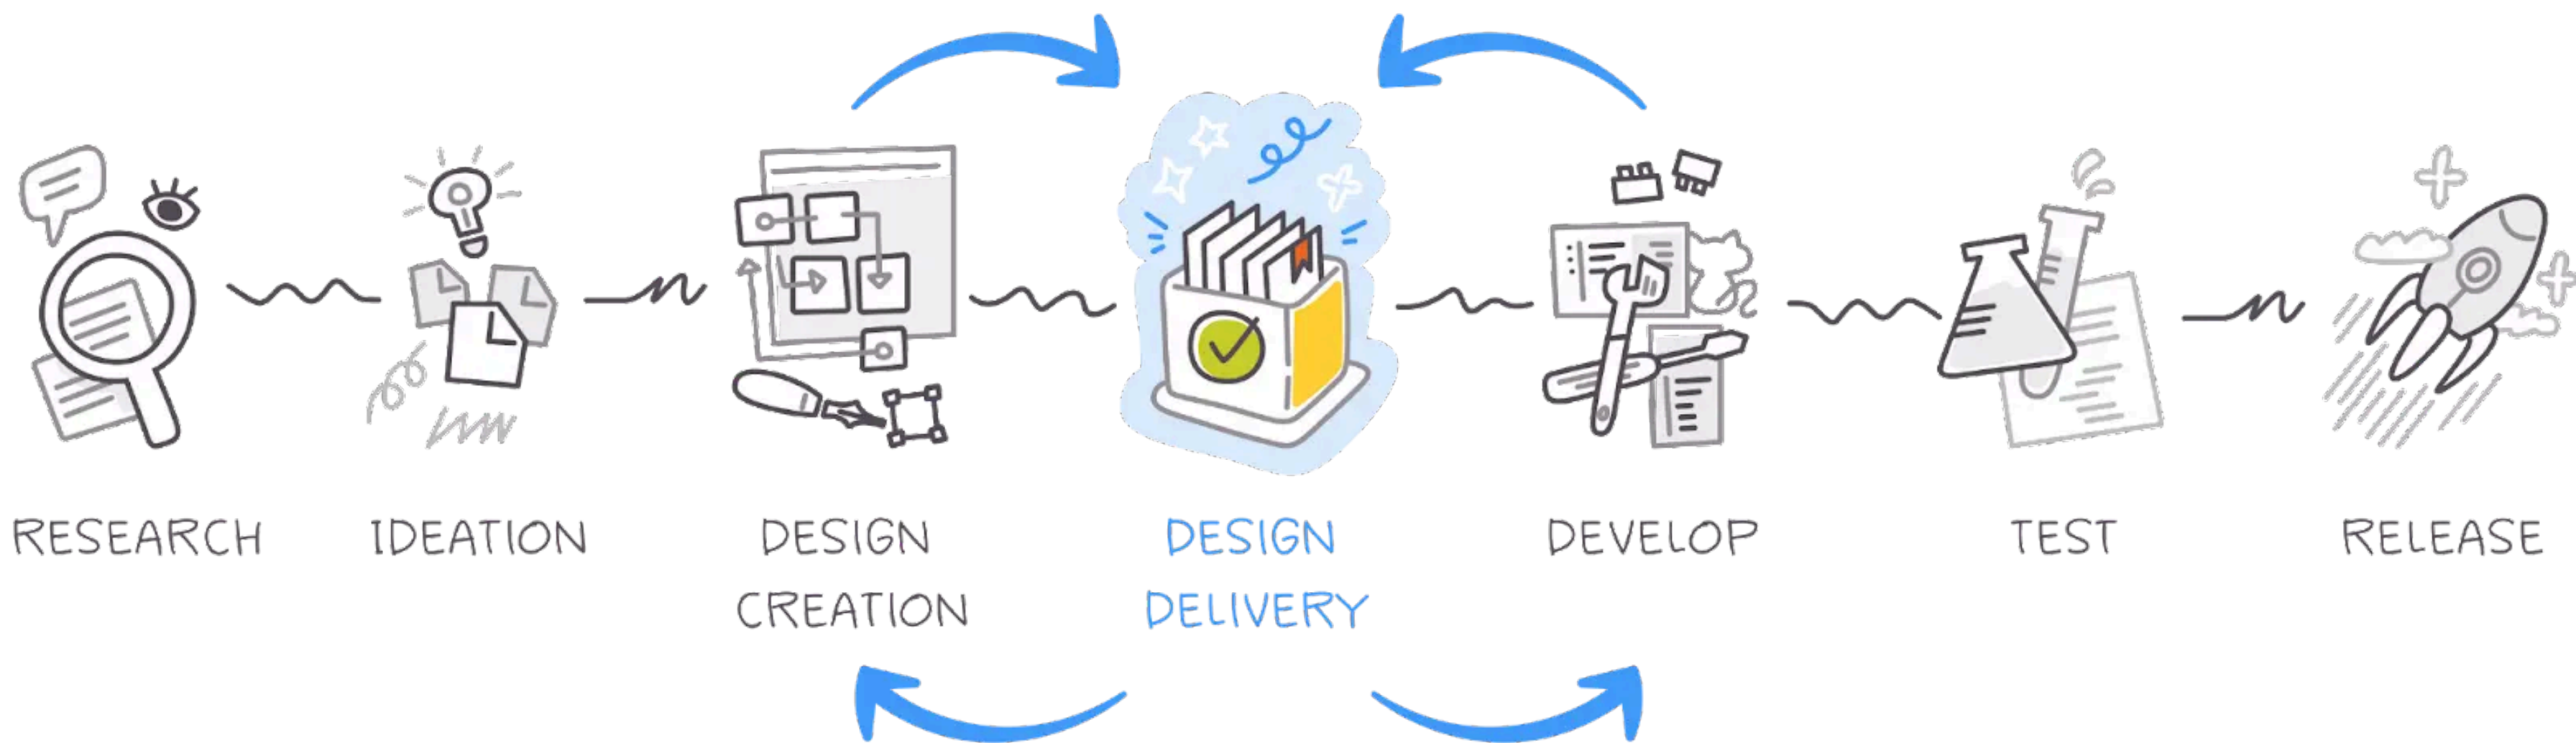 RESEARCH
IDEATION
DESIGN
CREATION
DESIGN
DELIVERY
DEVELOP
TEST
RELEASE